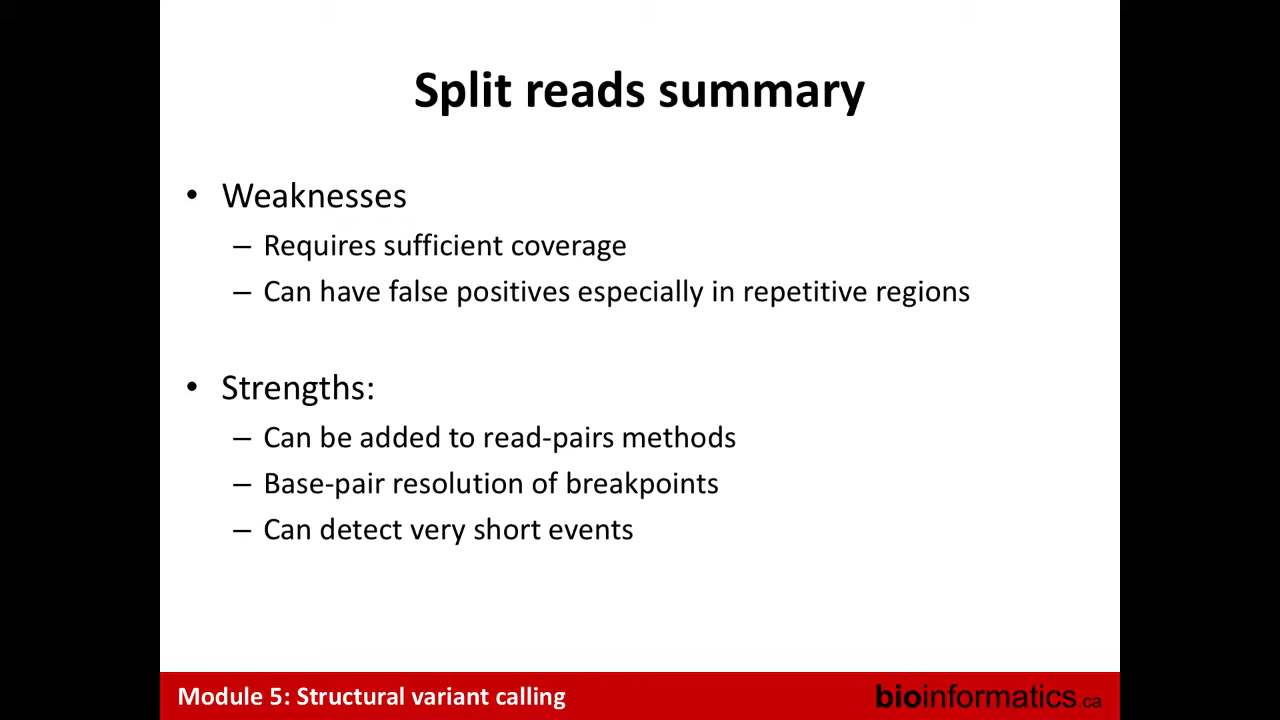 Split reads summary
• Weaknesses
– Requires sufficient coverage
– Can have false positives especially in repetitive regions
• Strengths:
– Can be added to read-pairs methods
– Base-pair resolution of breakpoints
– Can detect very short events
Module 5: Structural variant calling
bioinformatics.ca